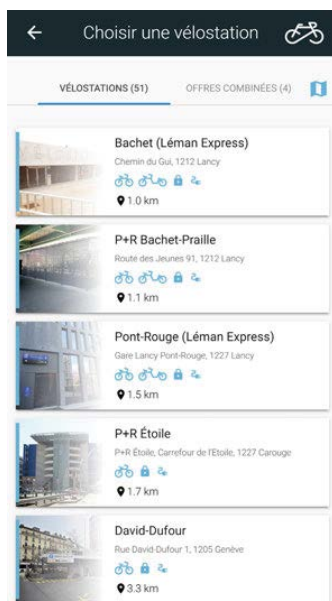 Choisir une vélostation
VÉLOSTATIONS (51)
OFFRES COMBINÉES (4)
Bachet (Léman Express)
Chemin du Gui, 1212 Lancy
1.0 km
P+R Bachet-Praille
Route des Jeunes 91, 1212 Lancy
1.1 km
Pont-Rouge (Léman Express)
Gare Lancy Pont-Rouge, 1227 Lancy
1.5 km
P+R Étoile
P+R Étoile, Carrefour de l'Etoile, 1227 Carouge
1.7 km
David-Dufour
Rue David-Dufour 1, 1205 Genève
3.3 km